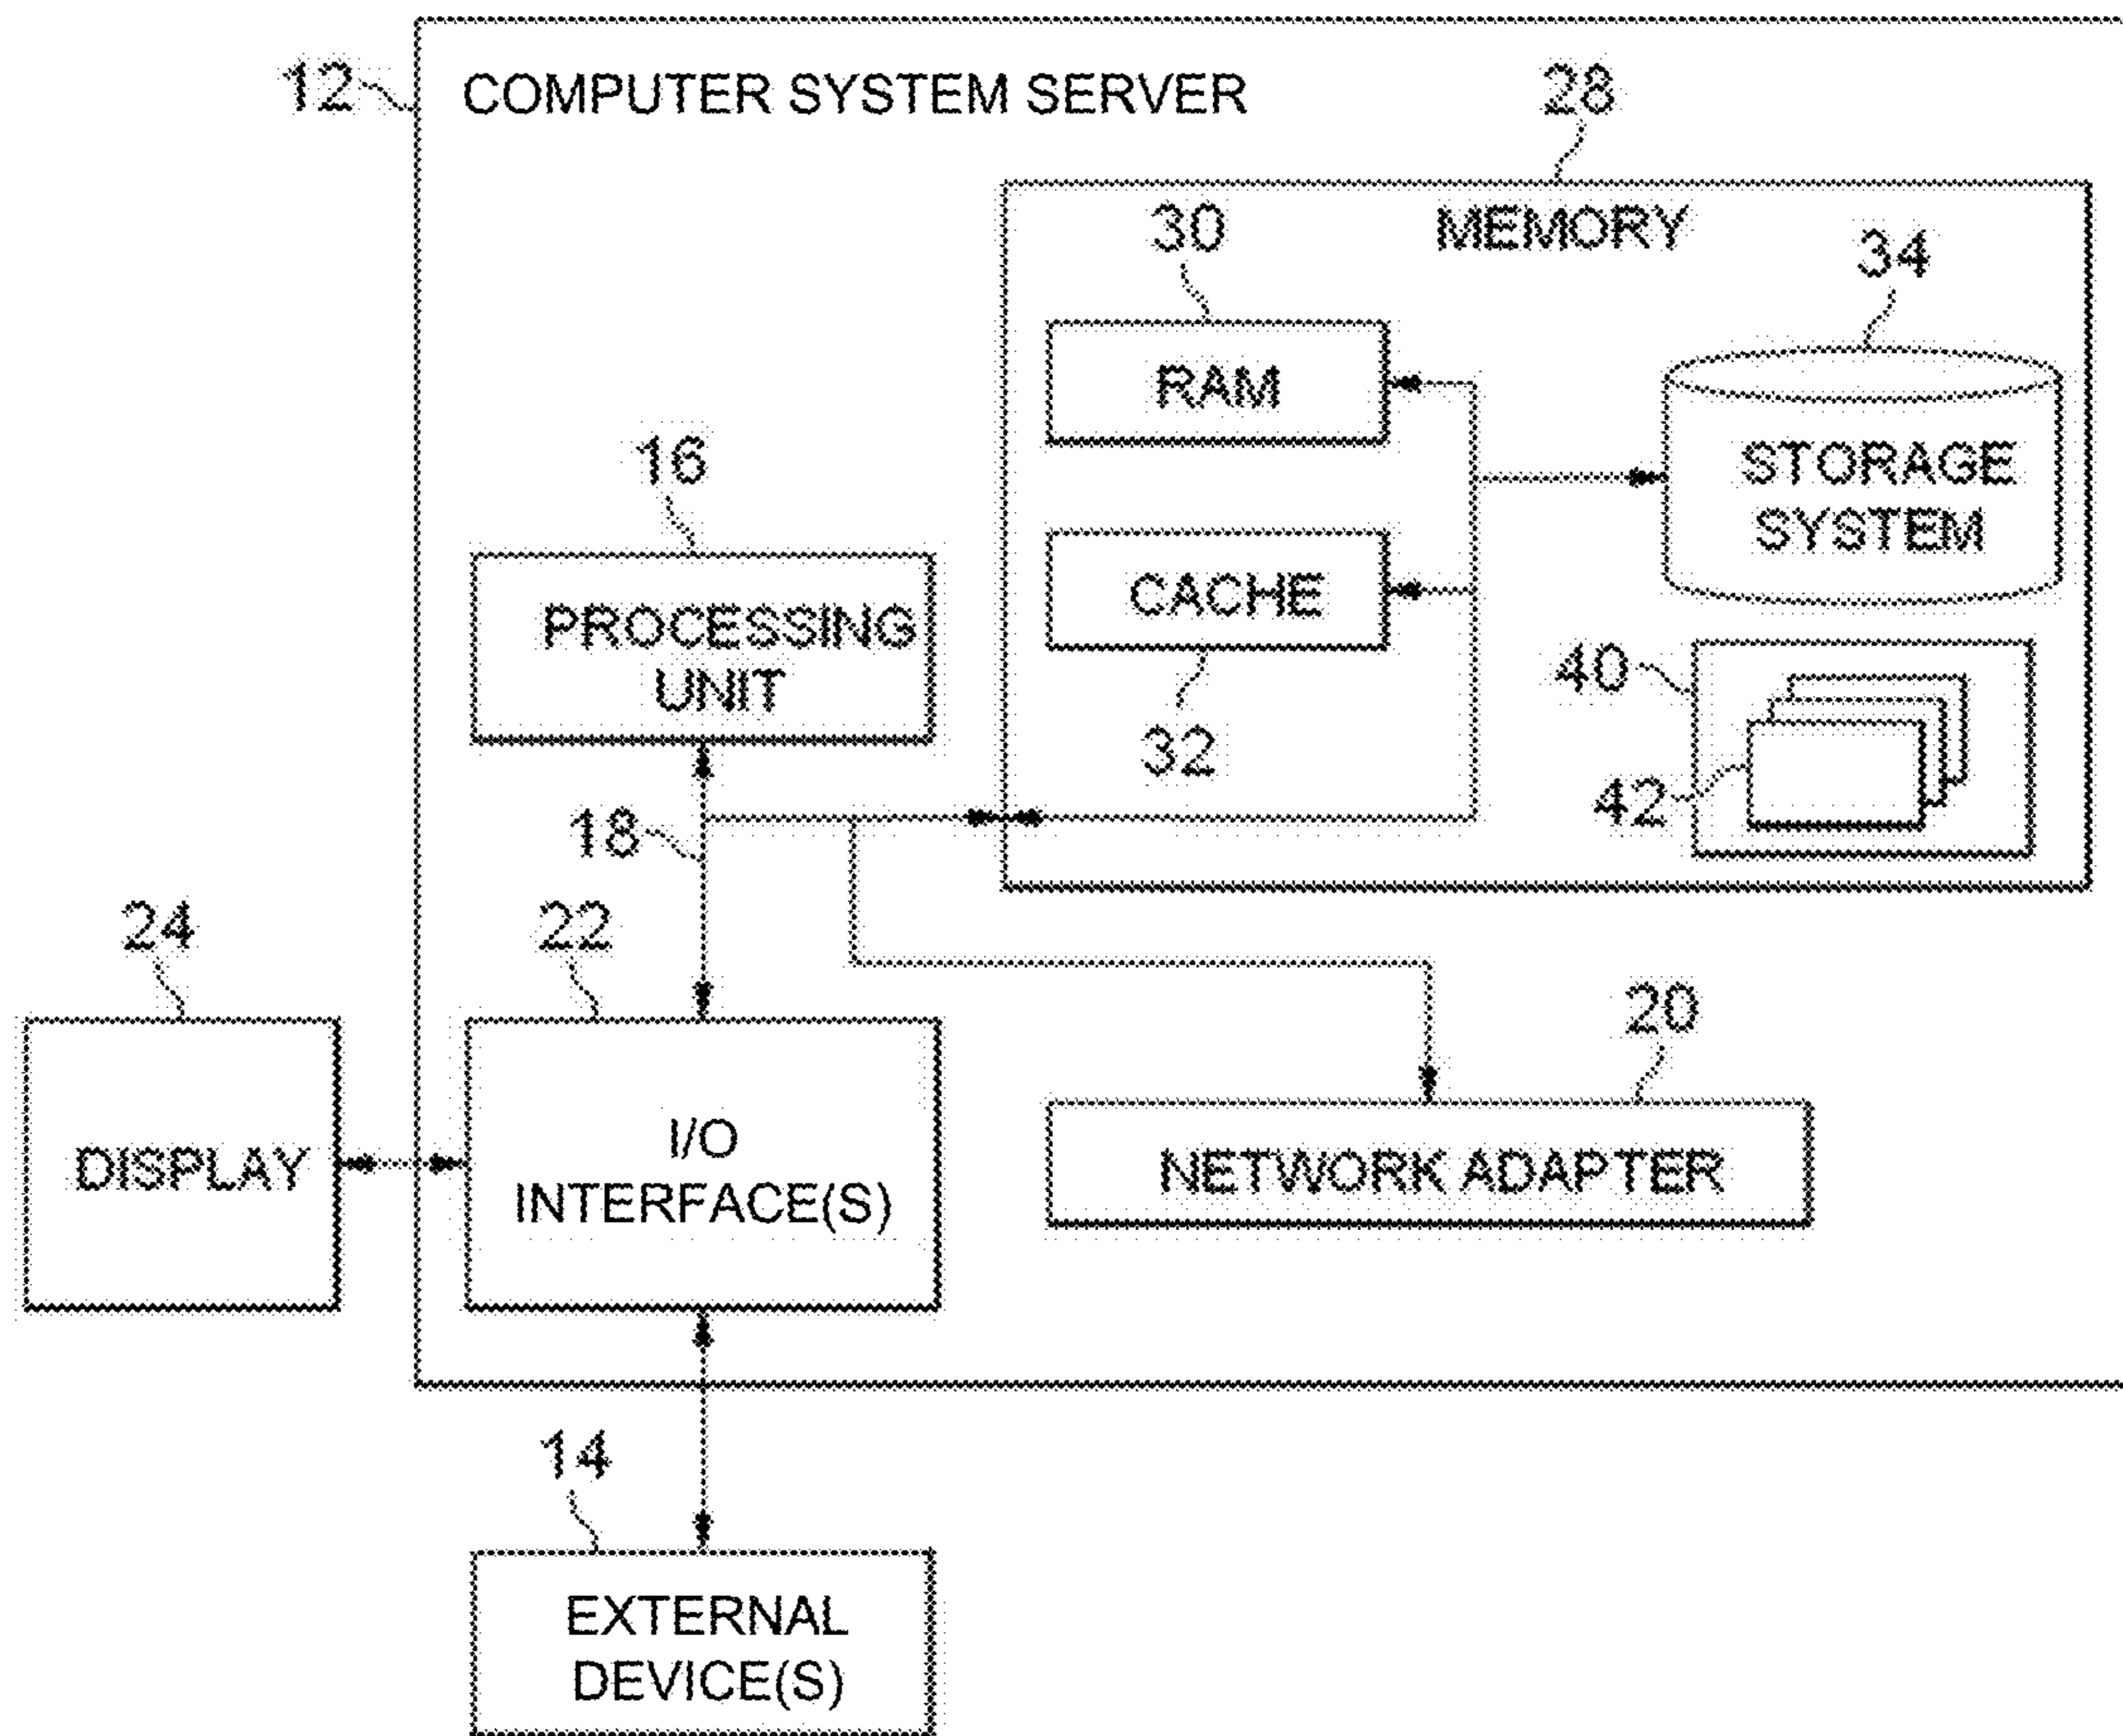 12
COMPUTER SYSTEM SERVER
28
MEMORY
30
34
RAM
STORAGE
SYSTEM
16
PROCESSING
UNIT
CACHE
32
40
42
18
24
22
20
DISPLAY
I/O
INTERFACE(S)
NETWORK ADAPTER
14
EXTERNAL
DEVICE(S)